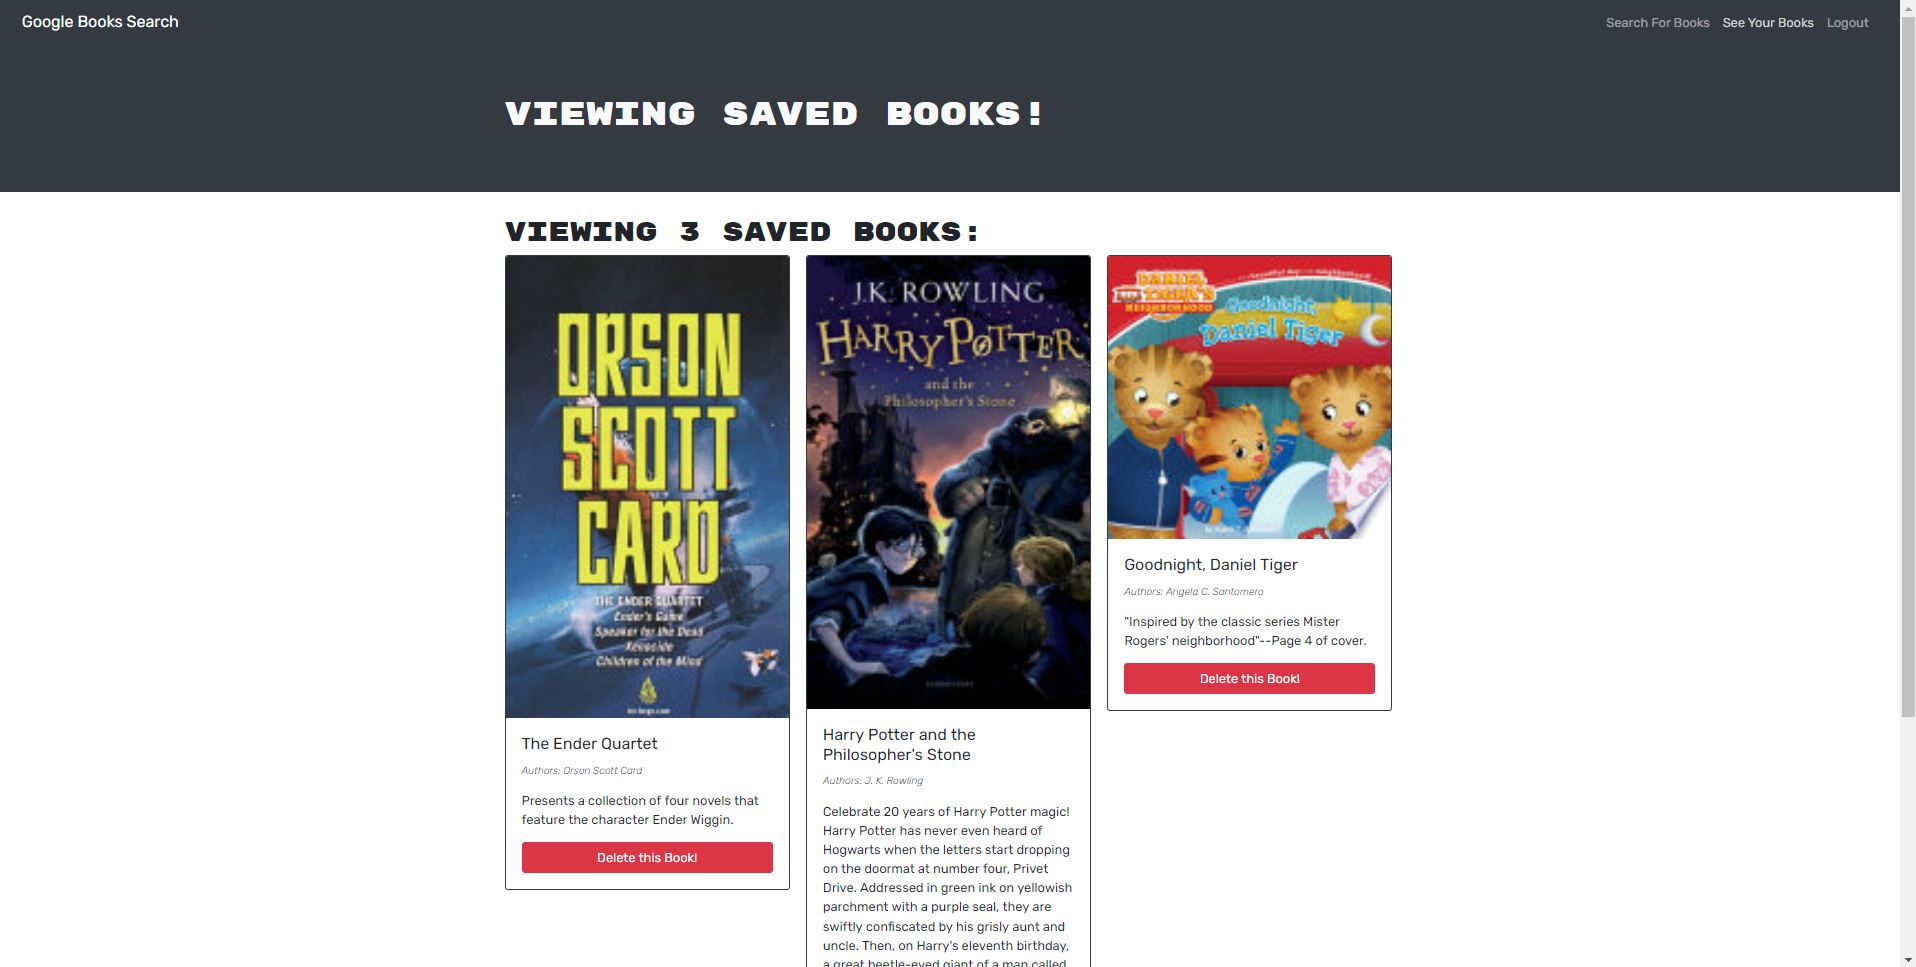 Google Books Search
Search For Books
See Your Books
Logout
VIEWING SAVED BOOKS!
VIEWING 3 SAVED BOOKS:
ORSON
SCOTT
CARD
THE ENDER QUARTET
Ender's Game
Speaker for the Dead
Xenocide
Children of the Mind
The Ender Quartet
Authors: Orson Scott Card
Presents a collection of four novels that
feature the character Ender Wiggin.
Delete this Book!
J.K. ROWLING
HARRY POTTER
and the
Philosopher's Stone
Harry Potter and the
Philosopher's Stone
Authors: J. K. Rowling
Celebrate 20 years of Harry Potter magic!
Harry Potter has never even heard of
Hogwarts when the letters start dropping
on the doormat at number four, Privet
Drive. Addressed in green ink on yellowish
parchment with a purple seal, they are
swiftly confiscated by his grisly aunt and
uncle. Then, on Harry's eleventh birthday,
a great beetle-eyed giant of a man called
DANIEL
TIGER'S
NEIGHBORHOOD
Goodnight,
Daniel Tiger
Goodnight, Daniel Tiger
Authors: Angela C. Santomero
"Inspired by the classic series Mister
Rogers' neighborhood"--Page 4 of cover.
Delete this Book!